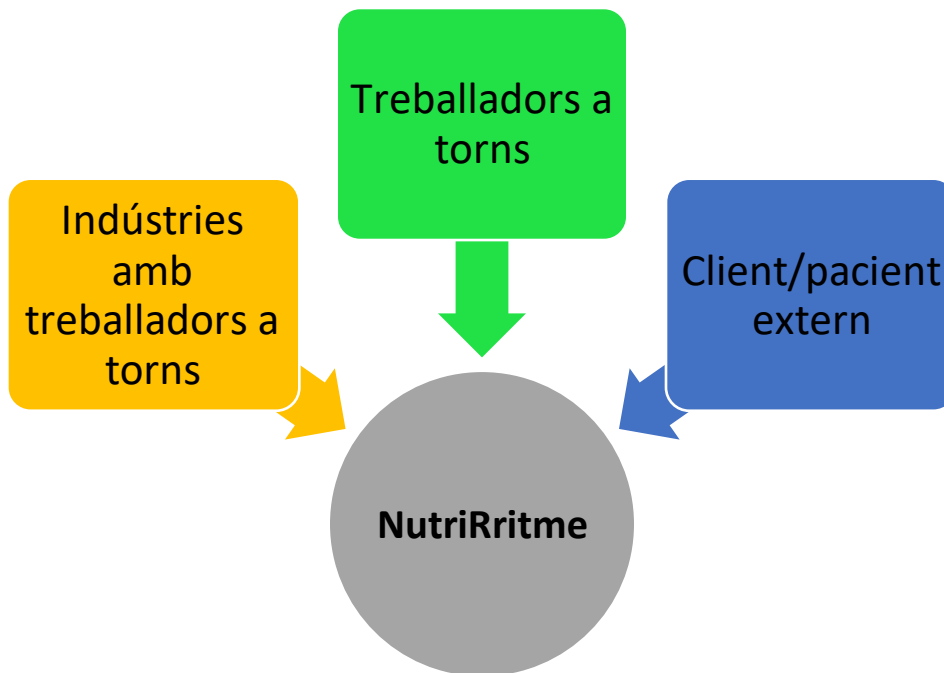 Treballadors a
torns
Indústries
amb
treballadors a
torns
Client/pacient
extern
NutriRritme